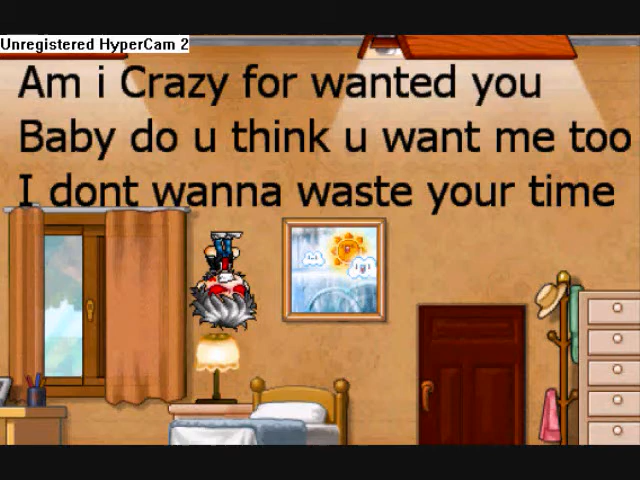 Unregistered HyperCam 2
Am i Crazy for wanted you
Baby do u think u want me too
I dont wanna waste your time